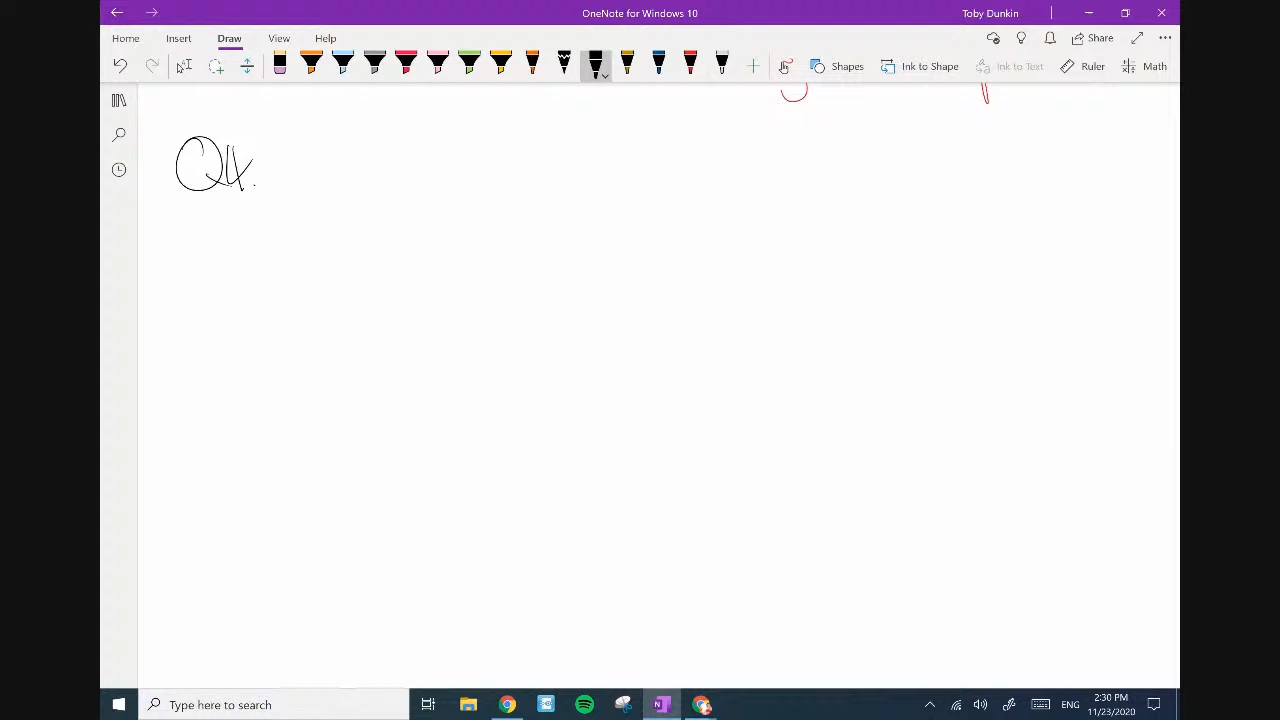 OneNote for Windows 10
Toby Dunkin
Home Insert Draw View Help
Share
Shapes Ink to Shape Ink to Text Ruler Math
Q4.
Type here to search
ENG
2:30 PM
11/23/2020